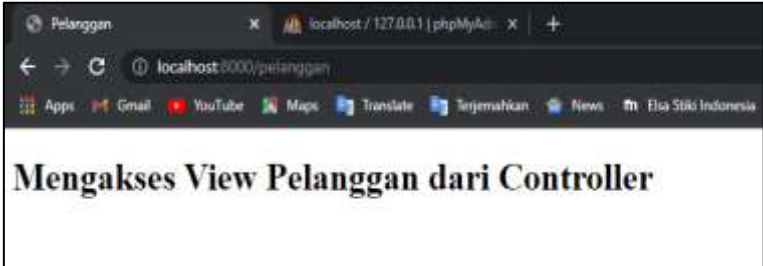 Pelanggan
localhost / 127.0.0.1 | phpMyAd
localhost:8000/pelanggan
Apps Gmail YouTube Maps Translate Terjemahkan News Elsa Stiki Indonesia
Mengakses View Pelanggan dari Controller